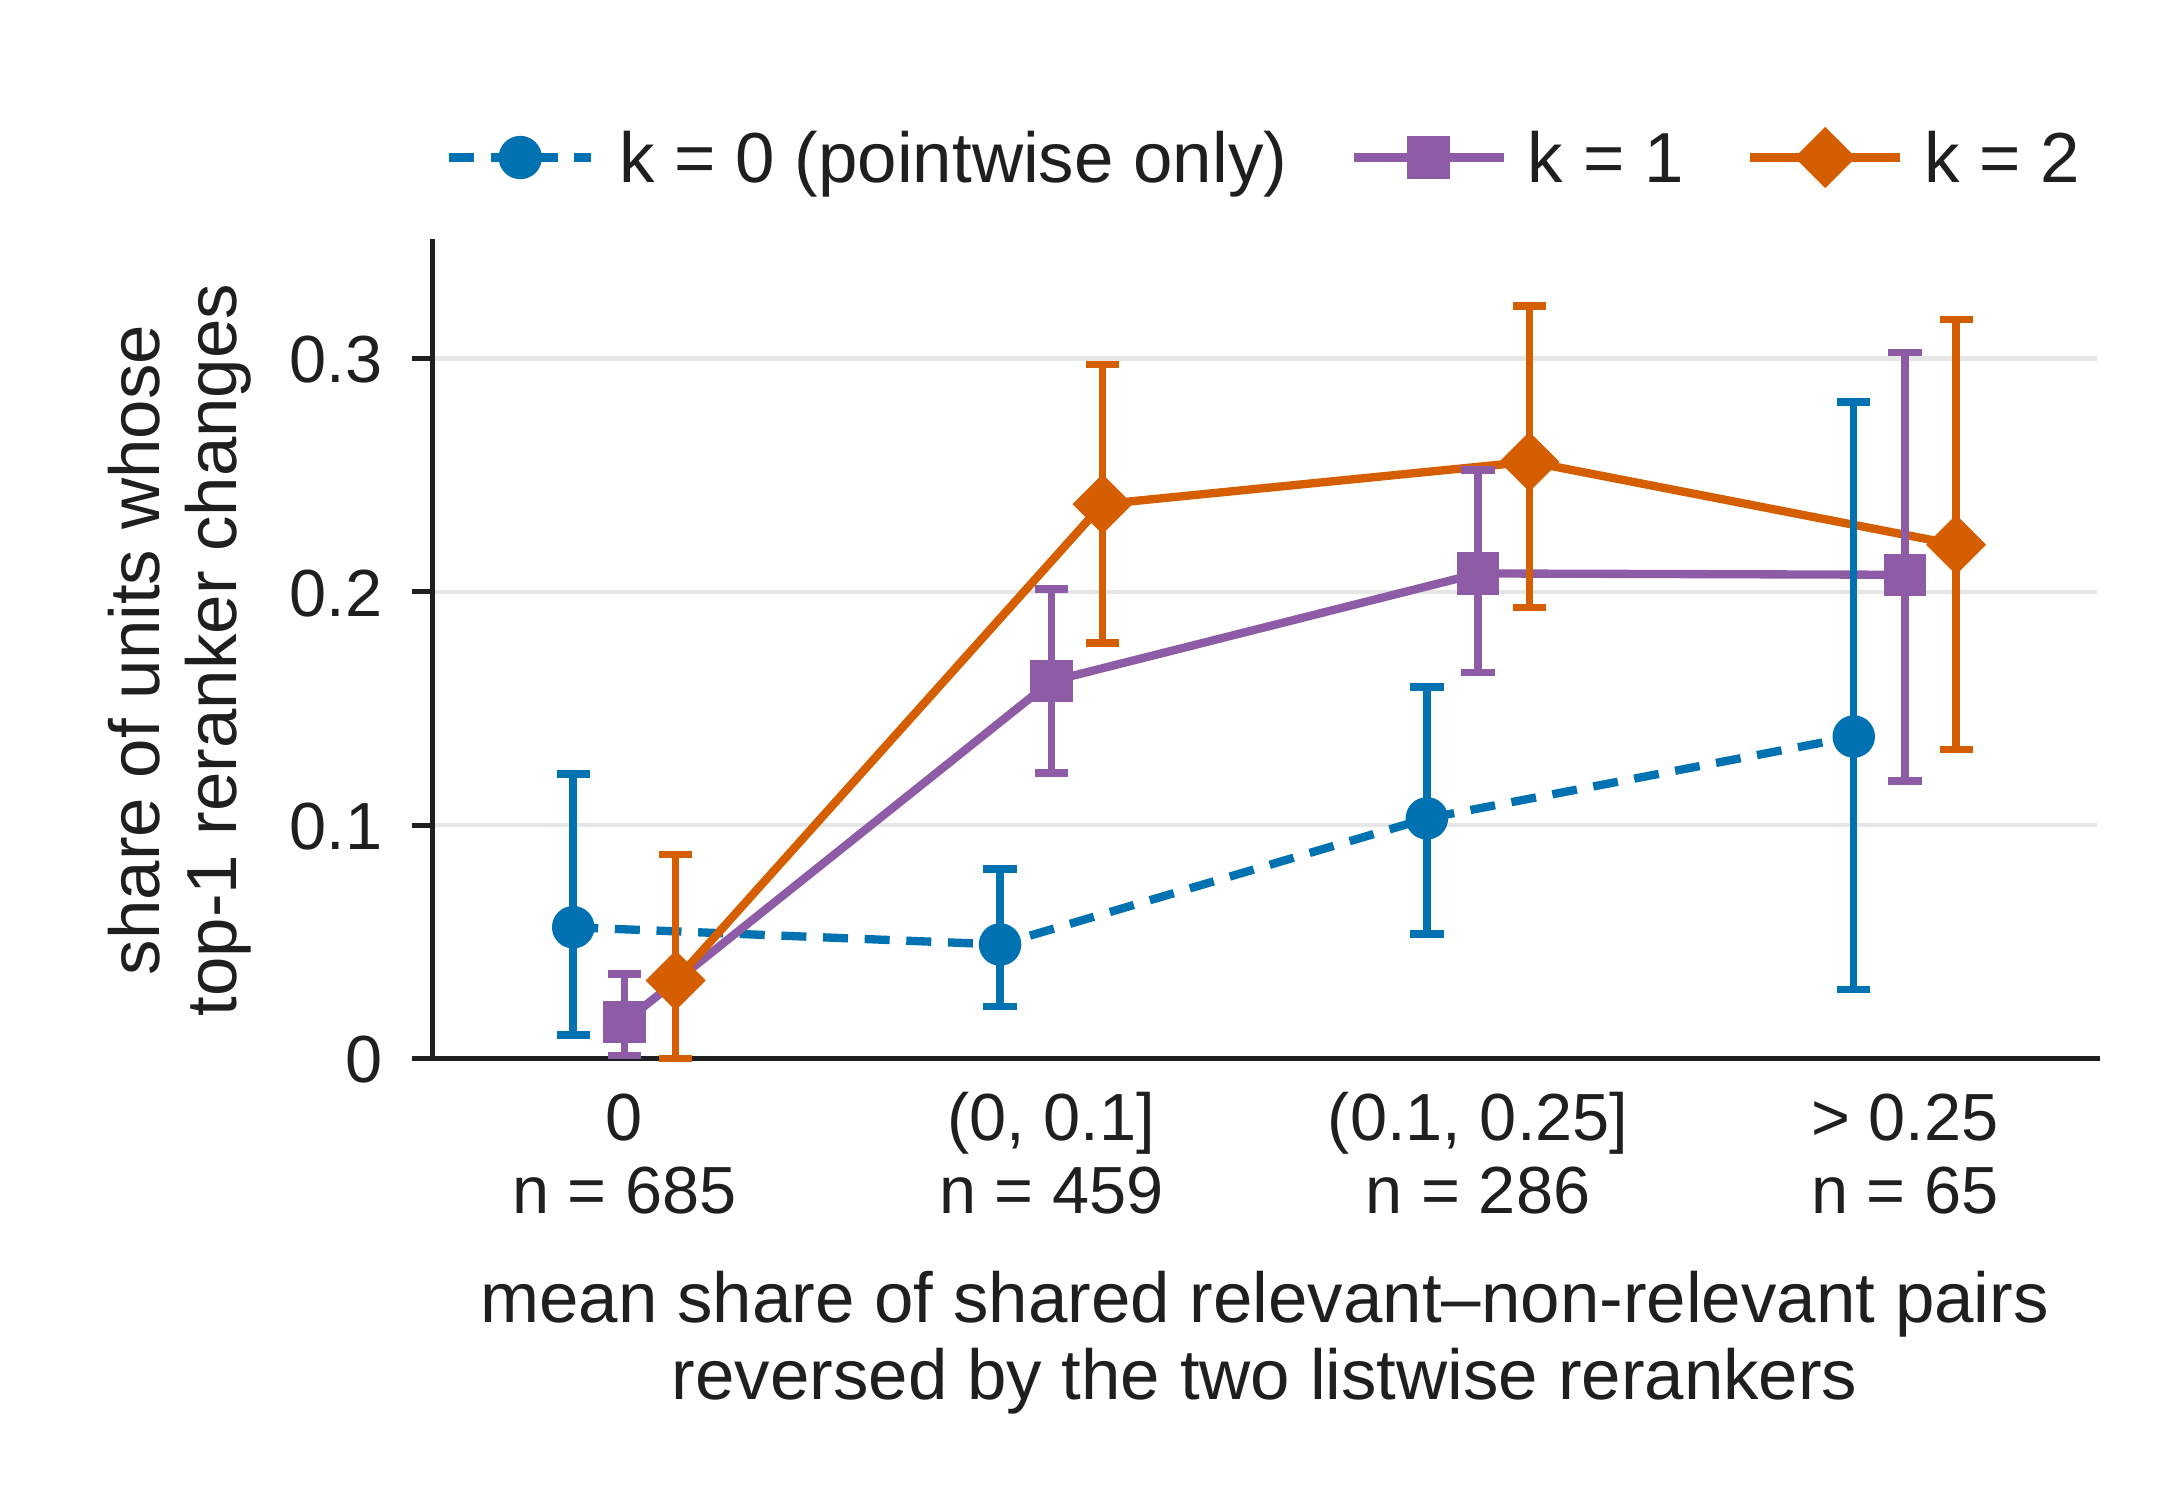 k = 0 (pointwise only)
k = 1
k = 2
share of units whose
top-1 reranker changes
0.3
0.2
0.1
0
0
(0, 0.1]
(0.1, 0.25]
> 0.25
n = 685
n = 459
n = 286
n = 65
mean share of shared relevant–non-relevant pairs
reversed by the two listwise rerankers